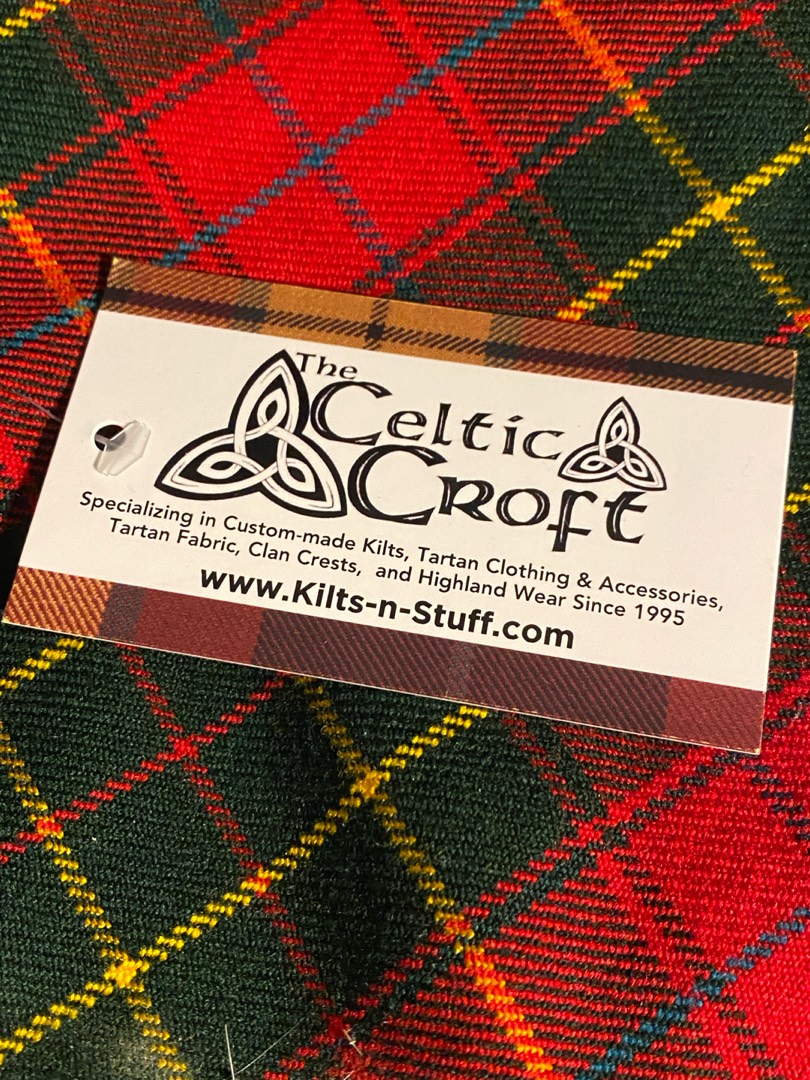 The
Celtic
Croft
Specializing in Custom-made Kilts, Tartan Clothing & Accessories,
Tartan Fabric, Clan Crests, and Highland Wear Since 1995
www.Kilts-n-Stuff.com